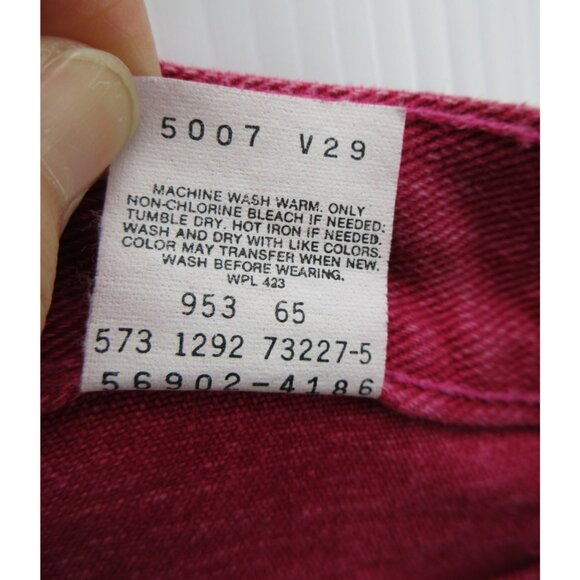 5007 V29
MACHINE WASH WARM. ONLY
NON-CHLORINE BLEACH IF NEEDED;
TUMBLE DRY. HOT IRON IF NEEDED.
WASH AND DRY WITH LIKE COLORS.
COLOR MAY TRANSFER WHEN NEW.
WASH BEFORE WEARING.
WPL 423
953 65
573 1292 73227-5
56902-4186